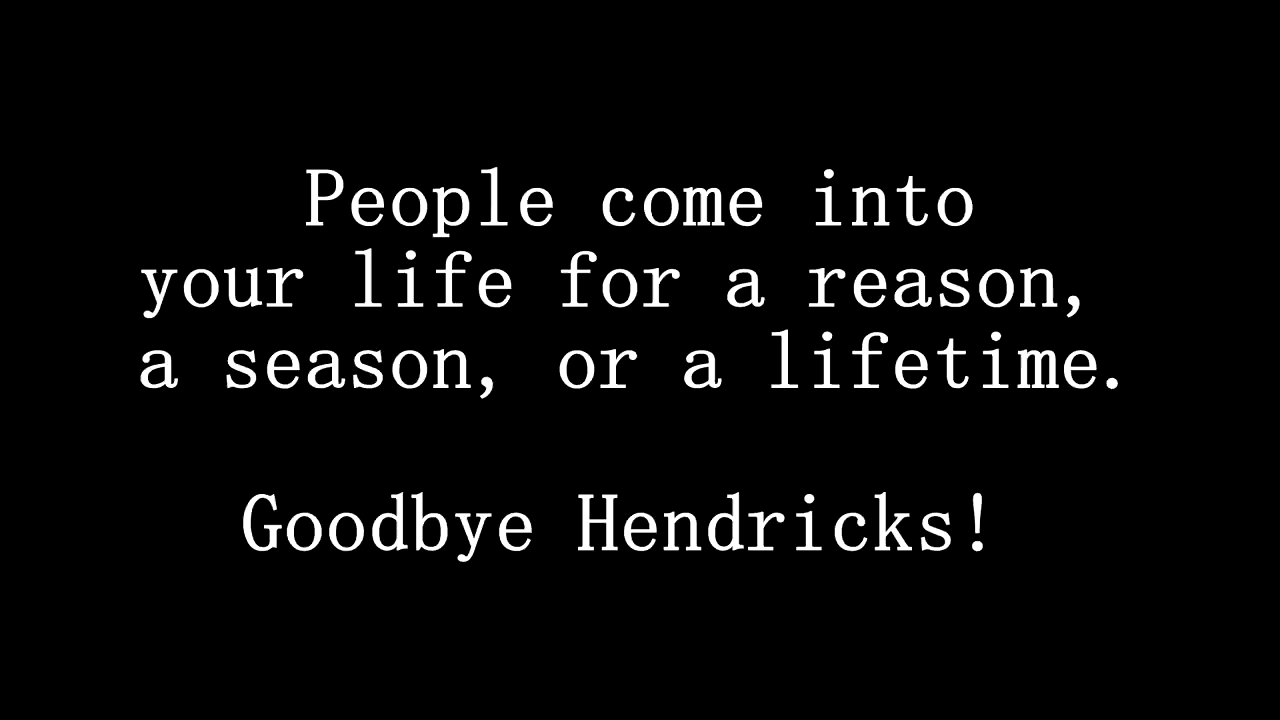 People come into
your life for a reason,
a season, or a lifetime.
Goodbye Hendricks!